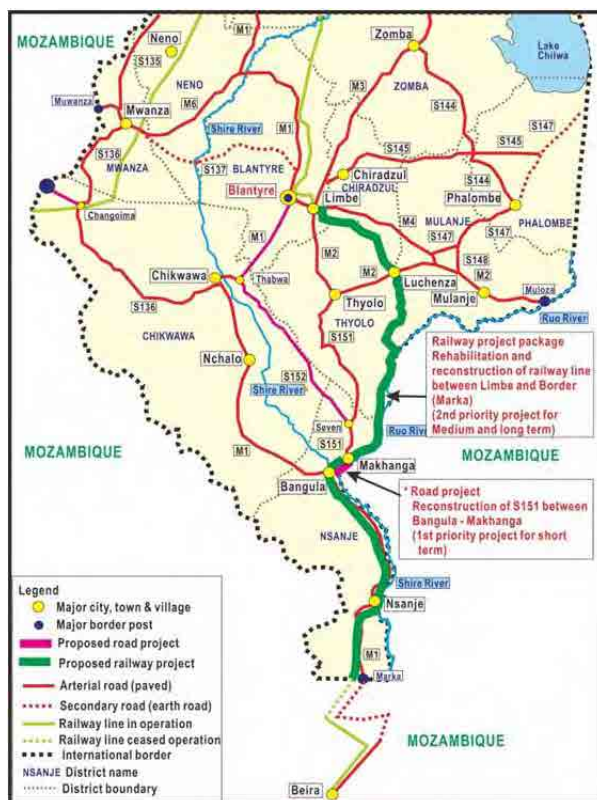 MOZAMBIQUE
Neno
S135
NENO
M1
Zomba
Lake
Chilwa
M3
ZOMBA
Muwanza
Mwanza
M6
Shire River
M1
S144
S147
S136
MWANZA
S137
BLANTYRE
Blantyre
S145
S145
Chiradzul
CHIRADZUL
Limbe
S144
Phalombe
Changoima
M1
M4
MULANJE
S147
S147
PHALOMBE
M2
S148
Chikwawa
Thabwa
M2
Luchenza
M2
Mulanje
Muloza
S136
Thyolo
THYOLO
Ruo River
CHIKWAWA
S151
Nchalo
S152
Shire River
Railway project package
Rehabilitation and
reconstruction of railway line
between Limbe and Border
(Marka)
(2nd priority project for
Medium and long term)
Seven
Ruo River
MOZAMBIQUE
M1
S151
MOZAMBIQUE
Makhanga
Bangula
* Road project
Reconstruction of S151 between
Bangula - Makhanga
(1st priority project for short
term)
NSANJE
Shire River
Nsanje
M1
Marka
MOZAMBIQUE
Beira
Legend
Major city, town & village
Major border post
Proposed road project
Proposed railway project
Arterial road (paved)
Secondary road (earth road)
Railway line in operation
Railway line ceased operation
International border
NSANJE District name
District boundary